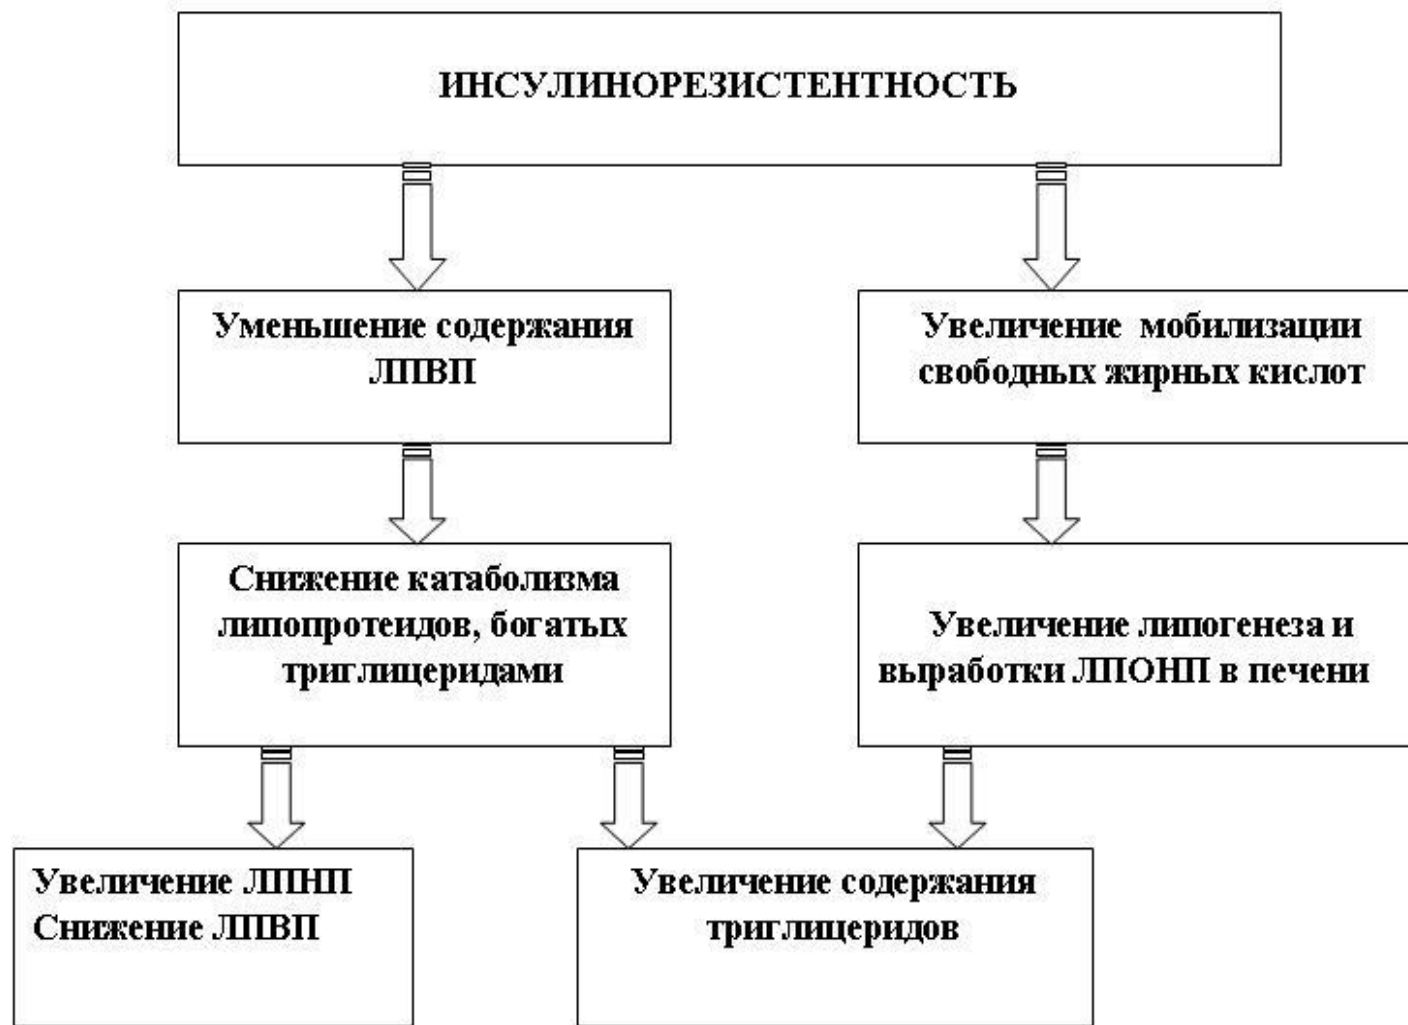 ИНСУЛИНОРЕЗИСТЕНТНОСТЬ
Уменьшение содержания
ЛПВП
Увеличение мобилизации
свободных жирных кислот
Снижение катаболизма
липопротеидов, богатых
триглицеридами
Увеличение липогенеза и
выработки ЛПОНП в печени
Увеличение ЛПНП
Снижение ЛПВП
Увеличение содержания
триглицеридов